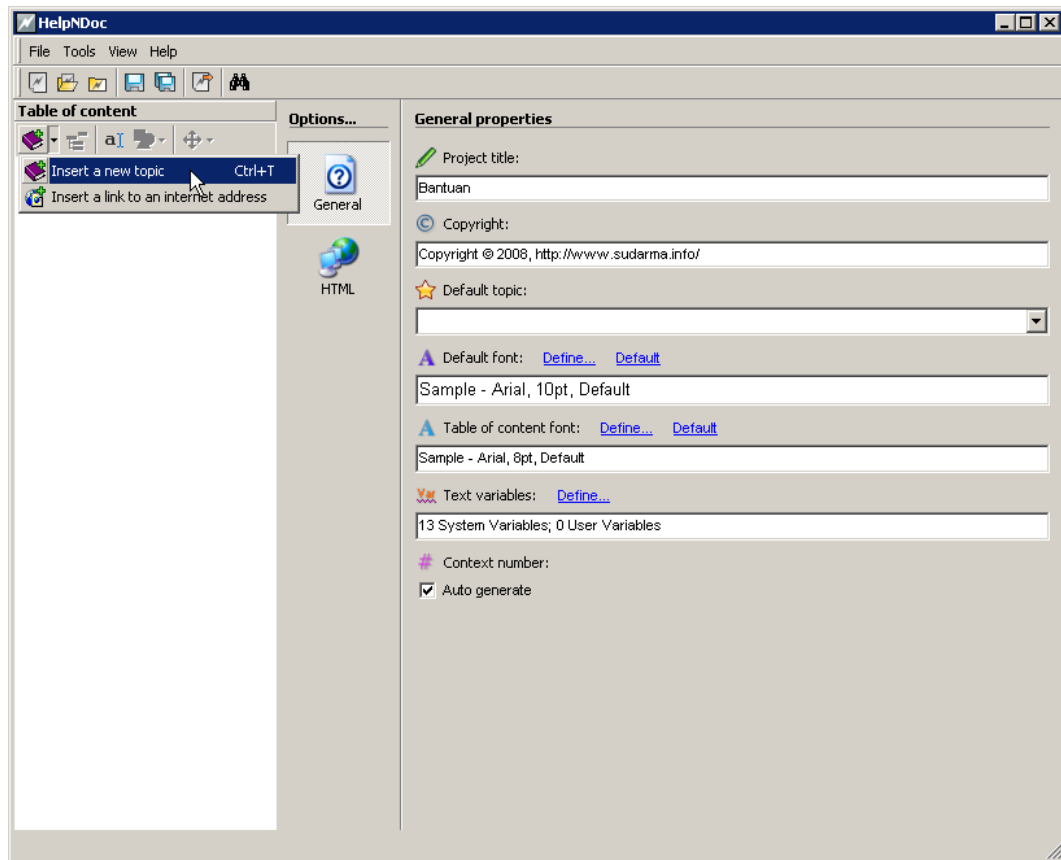 HelpNDoc
File Tools View Help
Table of content
aI
Insert a new topic Ctrl+T
Insert a link to an internet address
Options...
General
HTML
General properties
Project title:
Bantuan
© Copyright:
Copyright © 2008, http://www.sudarma.info/
Default topic:
A Default font: Define... Default
Sample - Arial, 10pt, Default
A Table of content font: Define... Default
Sample - Arial, 8pt, Default
Var Text variables: Define...
13 System Variables; 0 User Variables
# Context number:
Auto generate